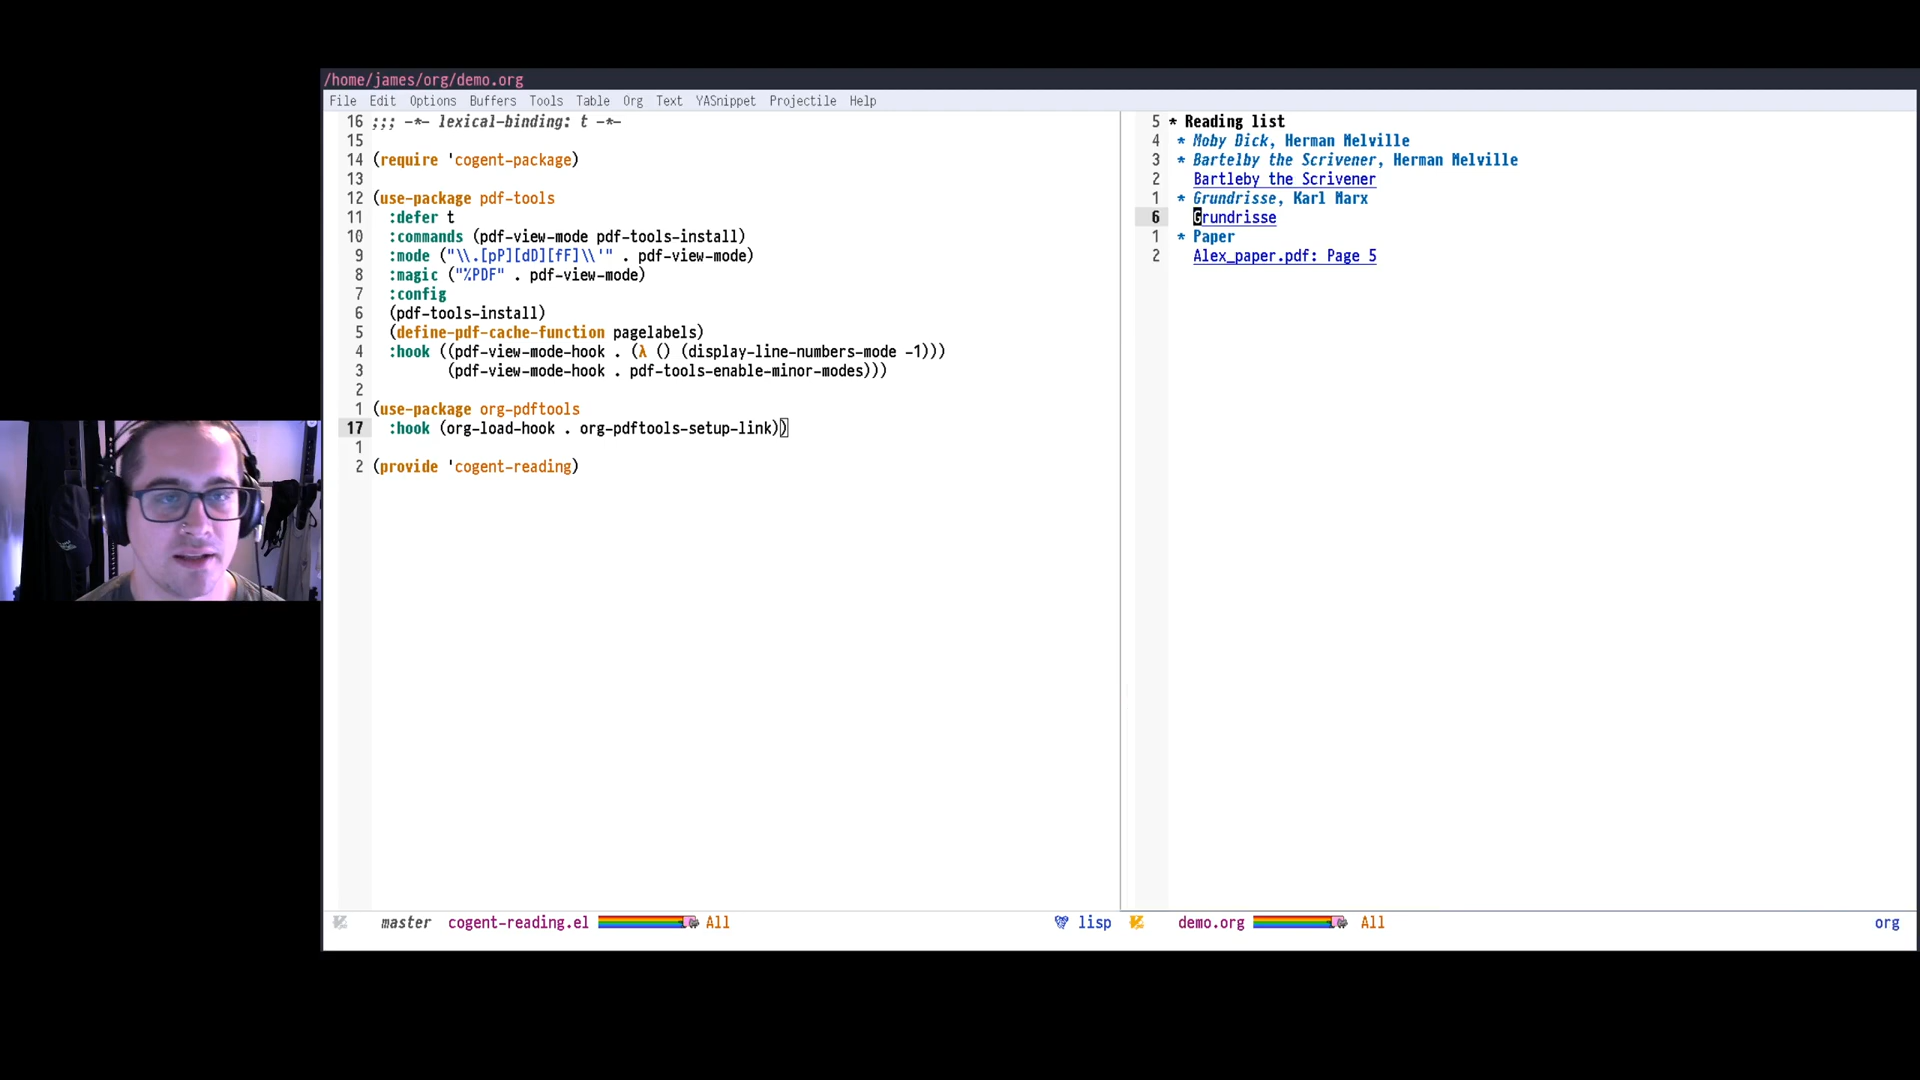 /home/james/org/demo.org
File Edit Options Buffers Tools Table Org Text YASnippet Projectile Help
16 ;;; -*- lexical-binding: t -*-
15
14 (require 'cogent-package)
13
12 (use-package pdf-tools
11 :defer t
10 :commands (pdf-view-mode pdf-tools-install)
9 :mode ("\\.[pP][dD][fF]\\'" . pdf-view-mode)
8 :magic ("%PDF" . pdf-view-mode)
7 :config
6 (pdf-tools-install)
5 (define-pdf-cache-function pagelabels)
4 :hook ((pdf-view-mode-hook . (λ () (display-line-numbers-mode -1)))
3 (pdf-view-mode-hook . pdf-tools-enable-minor-modes)))
2
1 (use-package org-pdftools
17 :hook (org-load-hook . org-pdftools-setup-link))
1
2 (provide 'cogent-reading)
master cogent-reading.el All lisp
5 * Reading list
4 * Moby Dick, Herman Melville
3 * Bartelby the Scrivener, Herman Melville
2 Bartleby the Scrivener
1 * Grundrisse, Karl Marx
6 Grundrisse
1 * Paper
2 Alex_paper.pdf: Page 5
demo.org All org